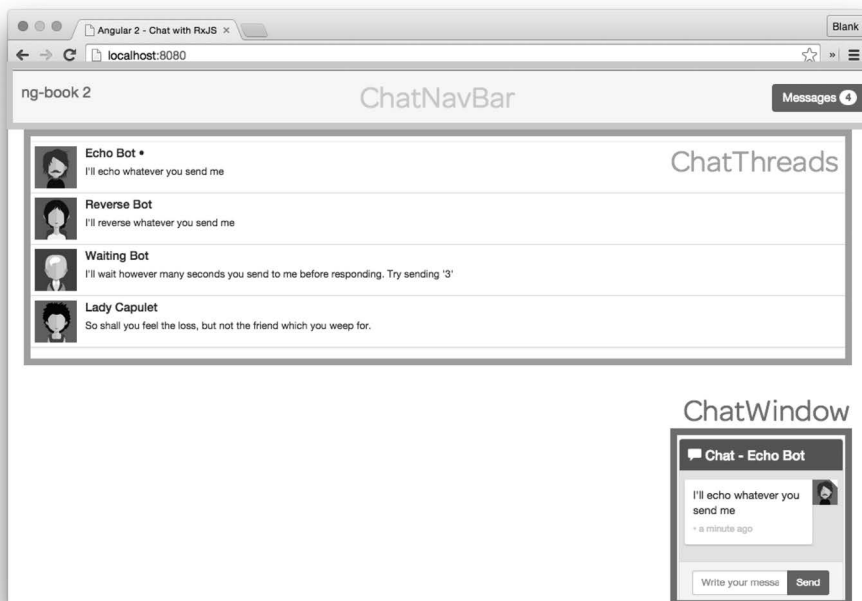 Angular 2 - Chat with RxJS ×
Blank
localhost:8080
»
ng-book 2
ChatNavBar
Messages 4
ChatThreads
Echo Bot •
I'll echo whatever you send me
Reverse Bot
I'll reverse whatever you send me
Waiting Bot
I'll wait however many seconds you send to me before responding. Try sending '3'
Lady Capulet
So shall you feel the loss, but not the friend which you weep for.
ChatWindow
Chat - Echo Bot
I'll echo whatever you
send me
• a minute ago
Write your messa
Send